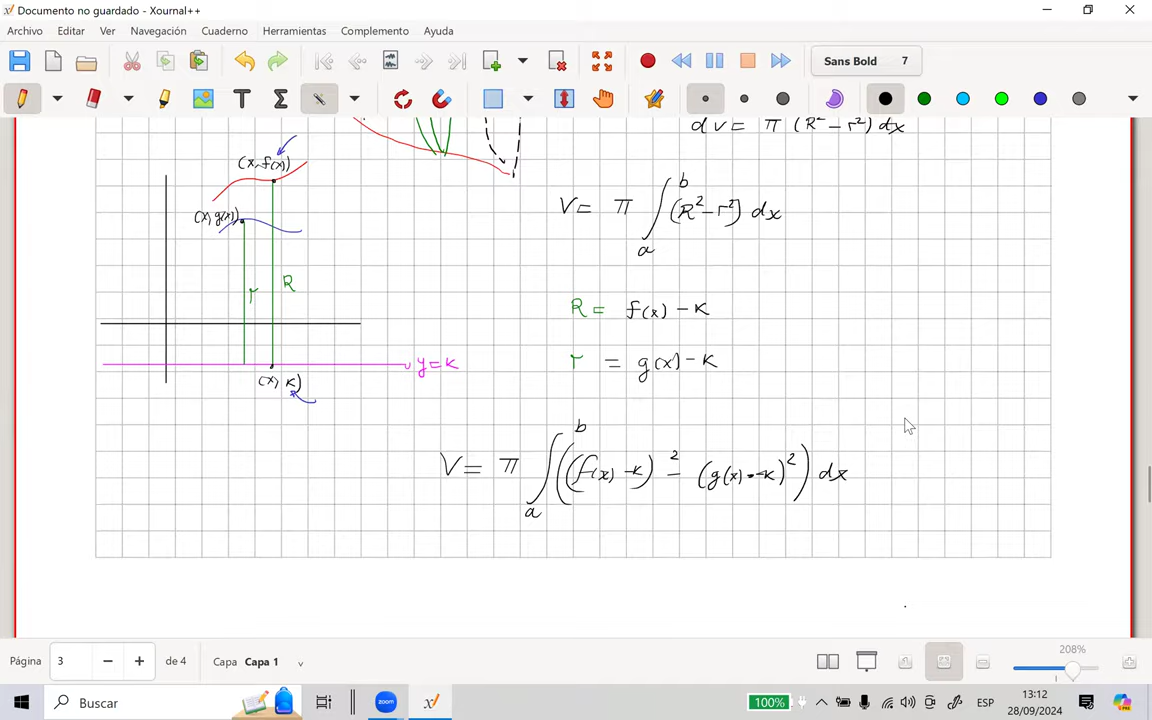 Documento no guardado - Xournal++
Archivo Editar Ver Navegación Cuaderno Herramientas Complemento Ayuda
Sans Bold 7
dv = π (R² - r²) dx
(x, f(x))
(x, g(x))
V = π ∫ₐᵇ (R² - r²) dx
r R
R = f(x) - K
r = g(x) - K
y = K
(x, K)
V = π ∫ₐᵇ ((f(x) - K)² - (g(x) - K)²) dx
Página 3 de 4 Capa Capa 1 208%
Buscar zoom 100% ESP 13:12
28/09/2024